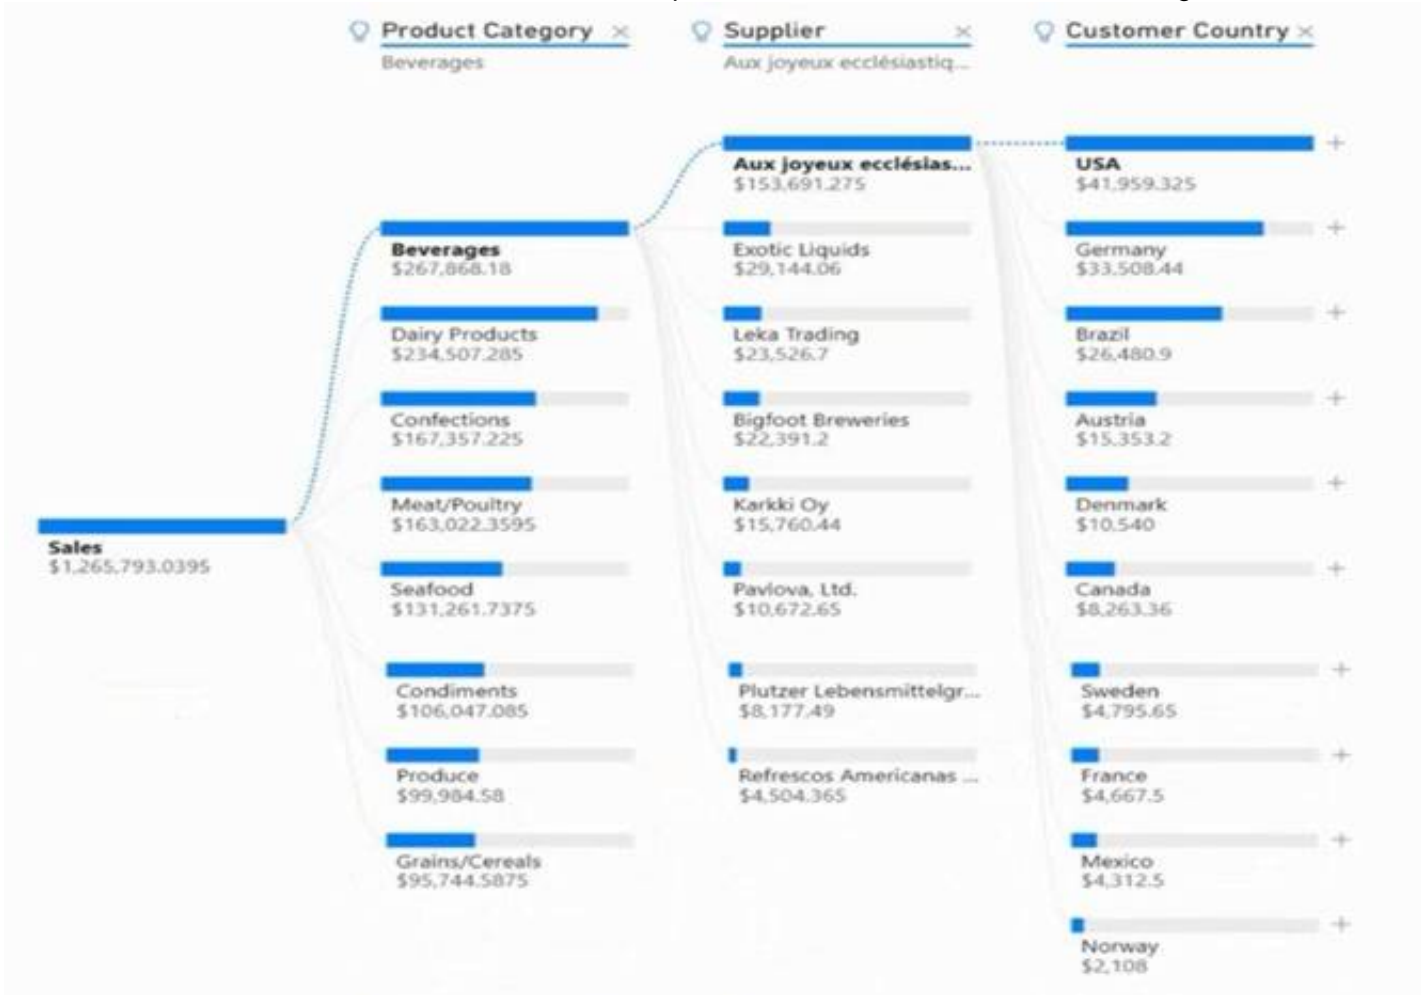 Product Category
Beverages
Supplier
Aux joyeux ecclésiastiq...
Customer Country
Sales
$1,265,793.0395
Beverages
$267,868.18
Dairy Products
$234,507.285
Confections
$167,357.225
Meat/Poultry
$163,022.3595
Seafood
$131,261.7375
Condiments
$106,047.085
Produce
$99,984.58
Grains/Cereals
$95,744.5875
Aux joyeux ecclésias...
$153,691.275
Exotic Liquids
$29,144.06
Leka Trading
$23,526.7
Bigfoot Breweries
$22,391.2
Karkki Oy
$15,760.44
Pavlova, Ltd.
$10,672.65
Plutzer Lebensmittelgr...
$8,177.49
Refrescos Americanas ...
$4,504.365
USA
$41,959.325
Germany
$33,508.44
Brazil
$26,480.9
Austria
$15,353.2
Denmark
$10,540
Canada
$8,263.36
Sweden
$4,795.65
France
$4,667.5
Mexico
$4,312.5
Norway
$2,108